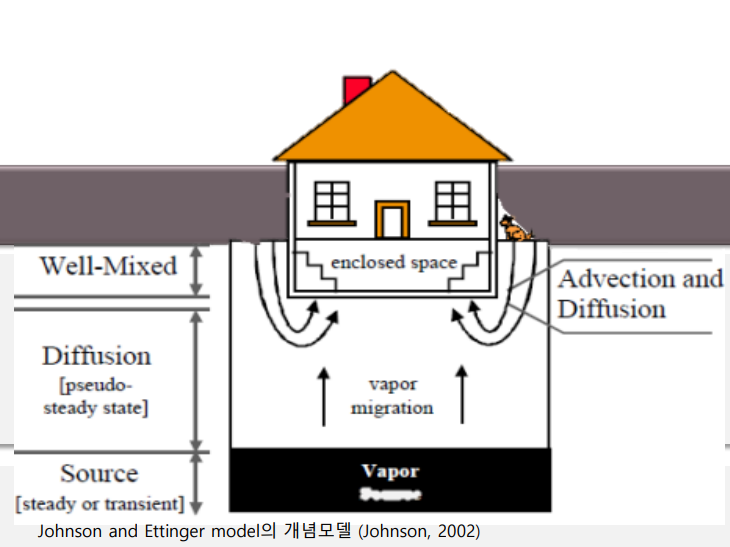 Well-Mixed
enclosed space
Advection and
Diffusion
Diffusion
[pseudo-
steady state]
vapor
migration
Source
[steady or transient]
Vapor
Johnson and Ettinger model의 개념모델 (Johnson, 2002)